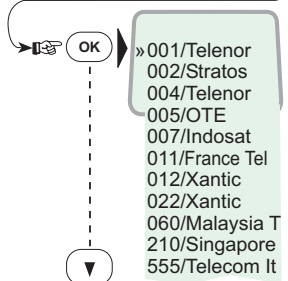 OK
»001/Telenor
002/Stratos
004/Telenor
005/OTE
007/Indosat
011/France Tel
012/Xantic
022/Xantic
060/Malaysia T
210/Singapore
555/Telecom It